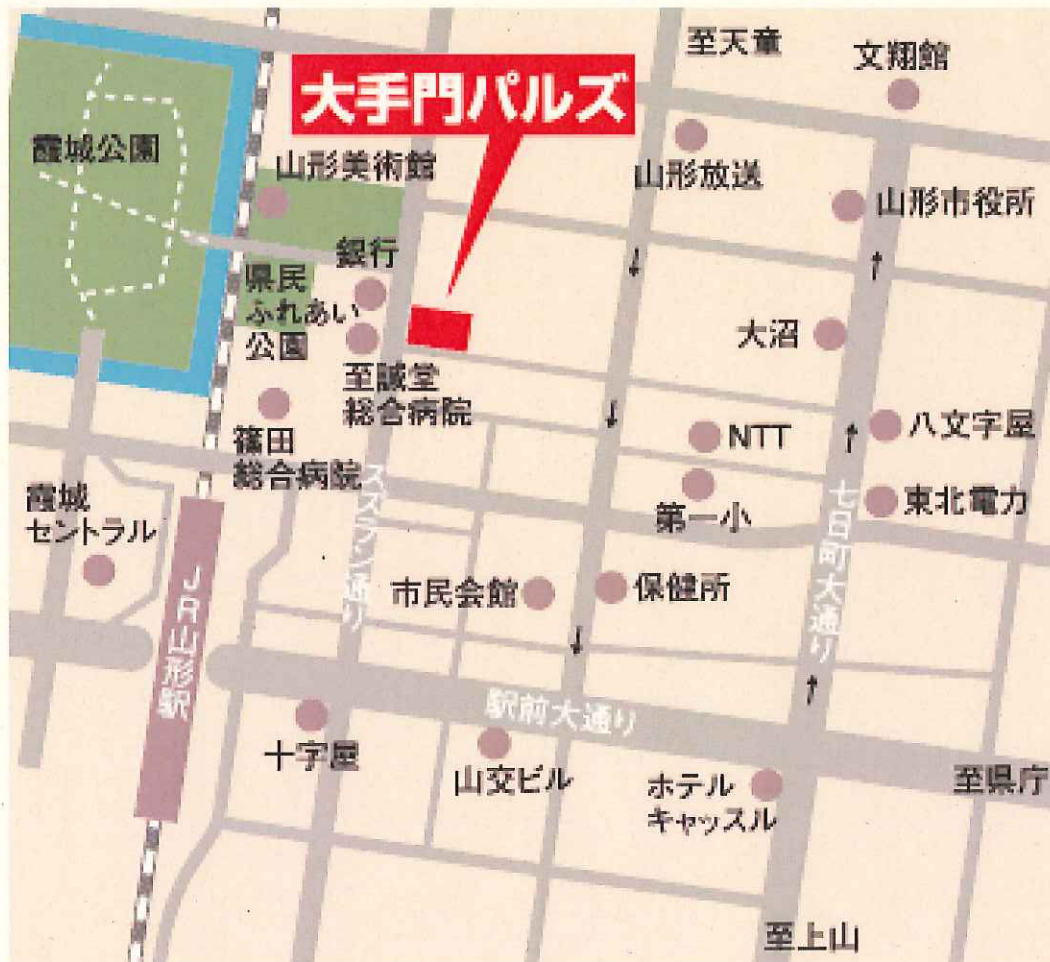 至天童
文翔館
大手門パルズ
霞城公園
山形美術館
山形放送
山形市役所
銀行
県民
ふれあい
公園
大沼
至誠堂
総合病院
八文字屋
NTT
篠田
総合病院
スズラン通り
七日町大通り
霞城
セントラル
第一小
東北電力
JR山形駅
市民会館
保健所
駅前大通り
十字屋
山交ビル
ホテル
キャッスル
至県庁
至上山